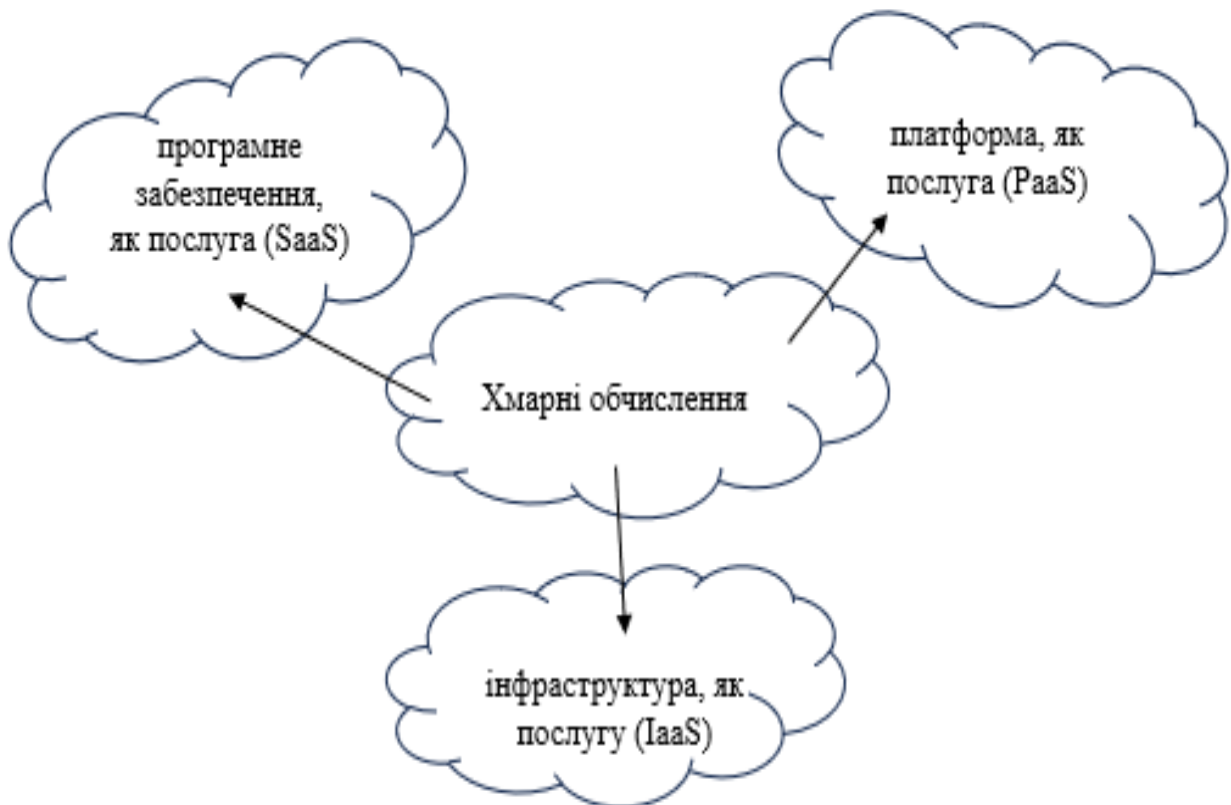 програмне
забезпечення,
як послуга (SaaS)
платформа, як
послуга (PaaS)
Хмарні обчислення
інфраструктура, як
послугу (IaaS)